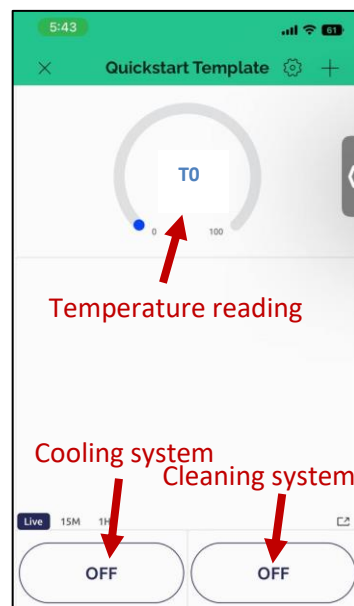 5:43 61
Quickstart Template
T0
0 100
Temperature reading
Cooling system
Cleaning system
Live 15M 1H
OFF OFF